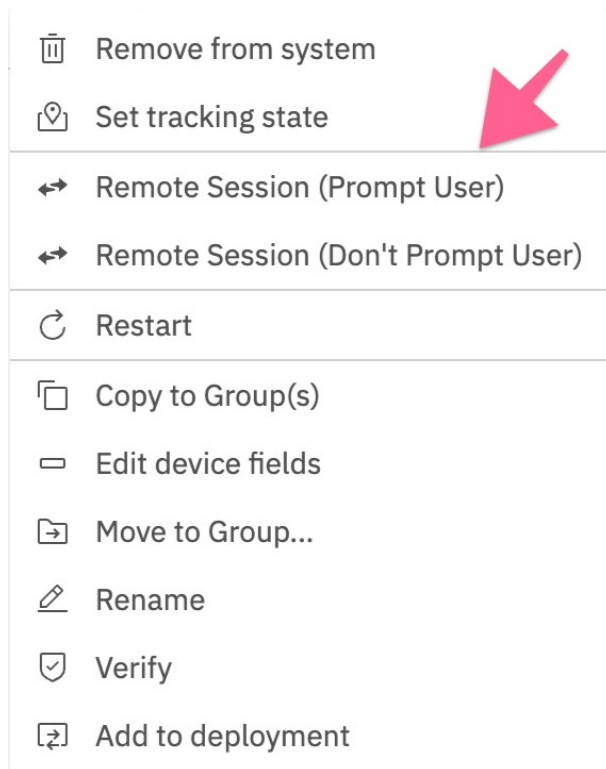 Remove from system
Set tracking state
Remote Session (Prompt User)
Remote Session (Don't Prompt User)
Restart
Copy to Group(s)
Edit device fields
Move to Group...
Rename
Verify
Add to deployment